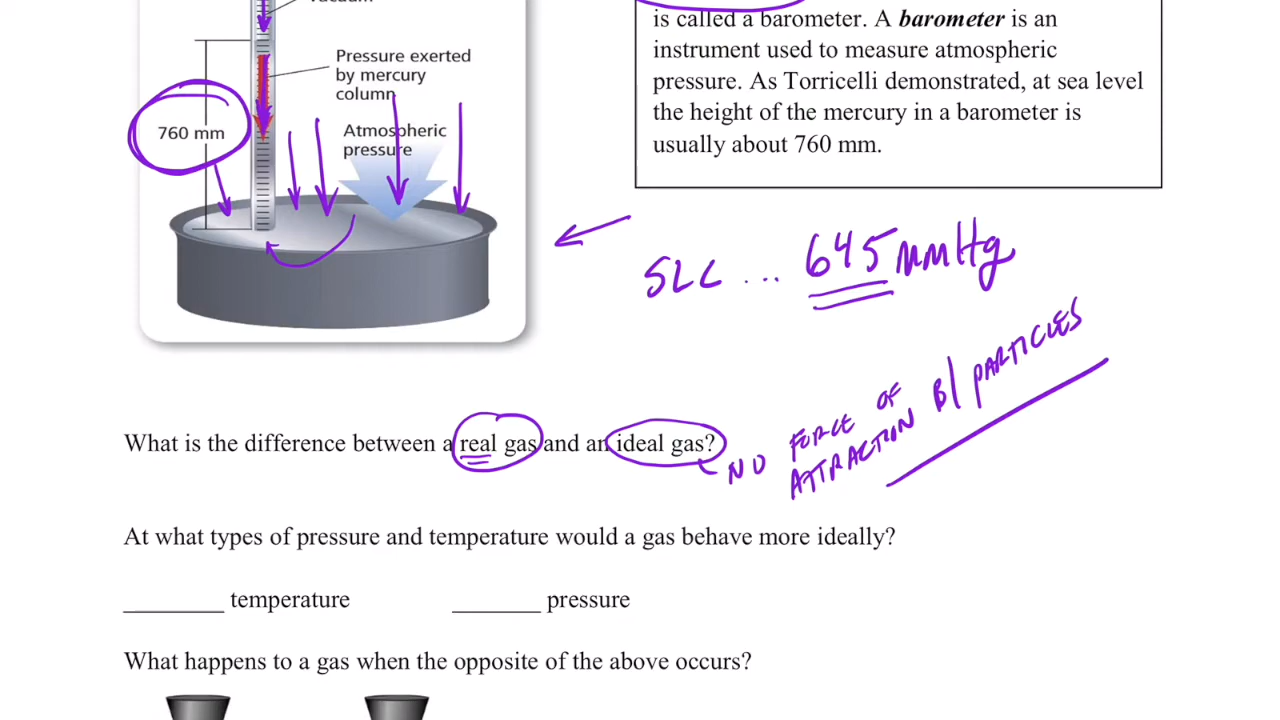 vacuum
Pressure exerted
by mercury
column
760 mm
Atmospheric
pressure
is called a barometer. A barometer is an
instrument used to measure atmospheric
pressure. As Torricelli demonstrated, at sea level
the height of the mercury in a barometer is
usually about 760 mm.
SLC ... 645 mmHg
What is the difference between a real gas and an ideal gas?
NO FORCE OF
ATTRACTION B/ PARTICLES
At what types of pressure and temperature would a gas behave more ideally?
________ temperature _______ pressure
What happens to a gas when the opposite of the above occurs?